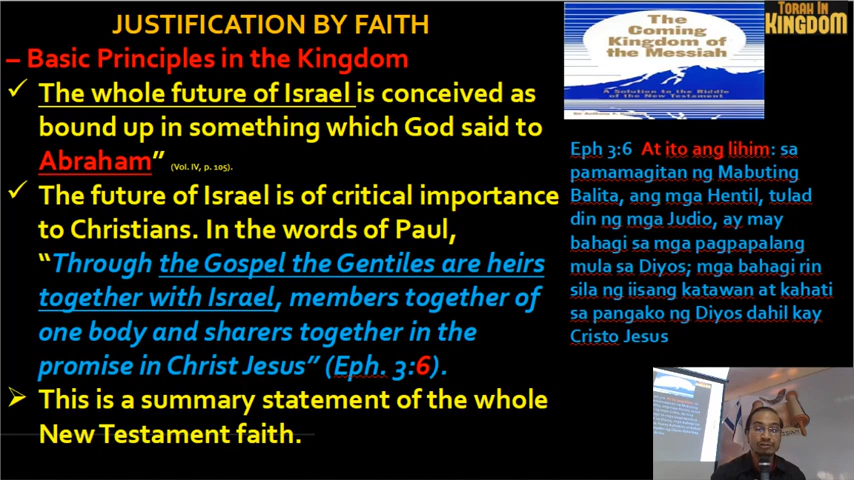 JUSTIFICATION BY FAITH
– Basic Principles in the Kingdom
✓ The whole future of Israel is conceived as
bound up in something which God said to
Abraham” (Vol. IV, p. 105).
✓ The future of Israel is of critical importance
to Christians. In the words of Paul,
“Through the Gospel the Gentiles are heirs
together with Israel, members together of
one body and sharers together in the
promise in Christ Jesus” (Eph. 3:6).
➢ This is a summary statement of the whole
New Testament faith.
The
Coming
Kingdom of
the Messiah
A Solution to the Riddle
of the New Testament
TORAH IN
KINGDOM
Eph 3:6 At ito ang lihim: sa
pamamagitan ng Mabuting
Balita, ang mga Hentil, tulad
din ng mga Judio, ay may
bahagi sa mga pagpapalang
mula sa Diyos; mga bahagi rin
sila ng iisang katawan at kahati
sa pangako ng Diyos dahil kay
Cristo Jesus